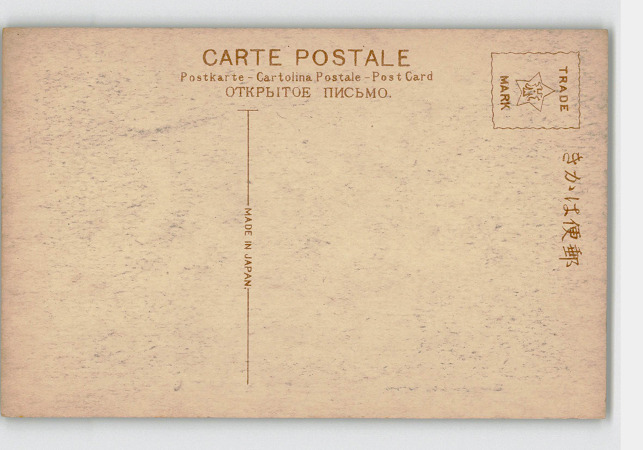 CARTE POSTALE
Postkarte - Cartolina Postale - Post Card
ОТКРЫТОЕ ПИСЬМО.
TRADE
MARK
きかは便郵
MADE IN JAPAN.